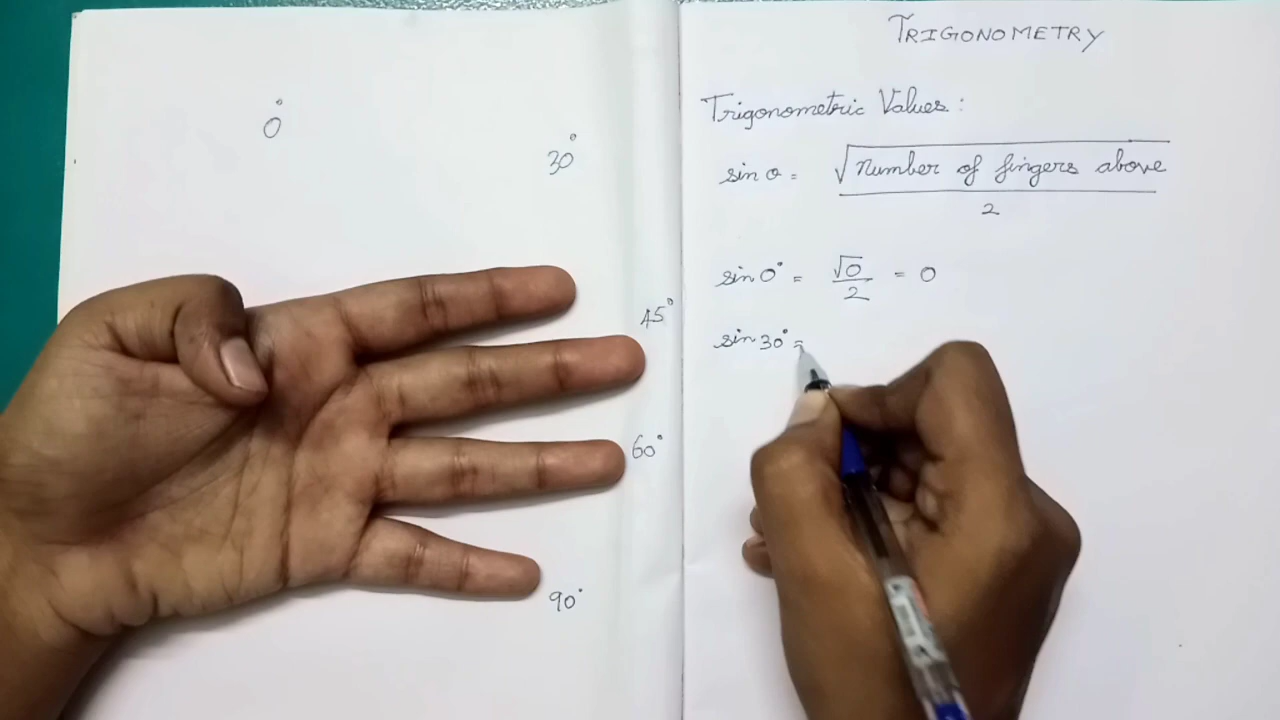 TRIGONOMETRY
Trigonometric Values:
sin θ = √Number of fingers above
2
sin 0° = √0/2 = 0
sin 30° =
0°
30°
45°
60°
90°